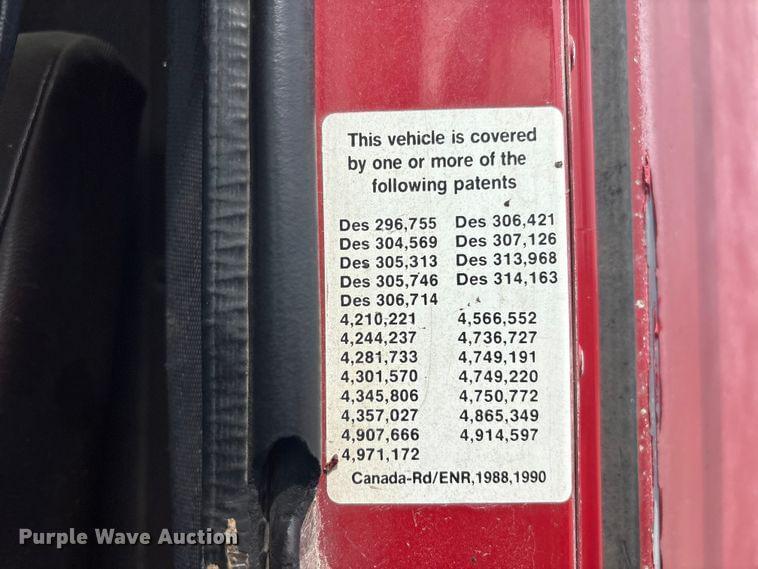 This vehicle is covered
by one or more of the
following patents
Des 296,755 Des 306,421
Des 304,569 Des 307,126
Des 305,313 Des 313,968
Des 305,746 Des 314,163
Des 306,714
4,210,221 4,566,552
4,244,237 4,736,727
4,281,733 4,749,191
4,301,570 4,749,220
4,345,806 4,750,772
4,357,027 4,865,349
4,907,666 4,914,597
4,971,172
Canada-Rd/ENR,1988,1990
Purple Wave Auction®